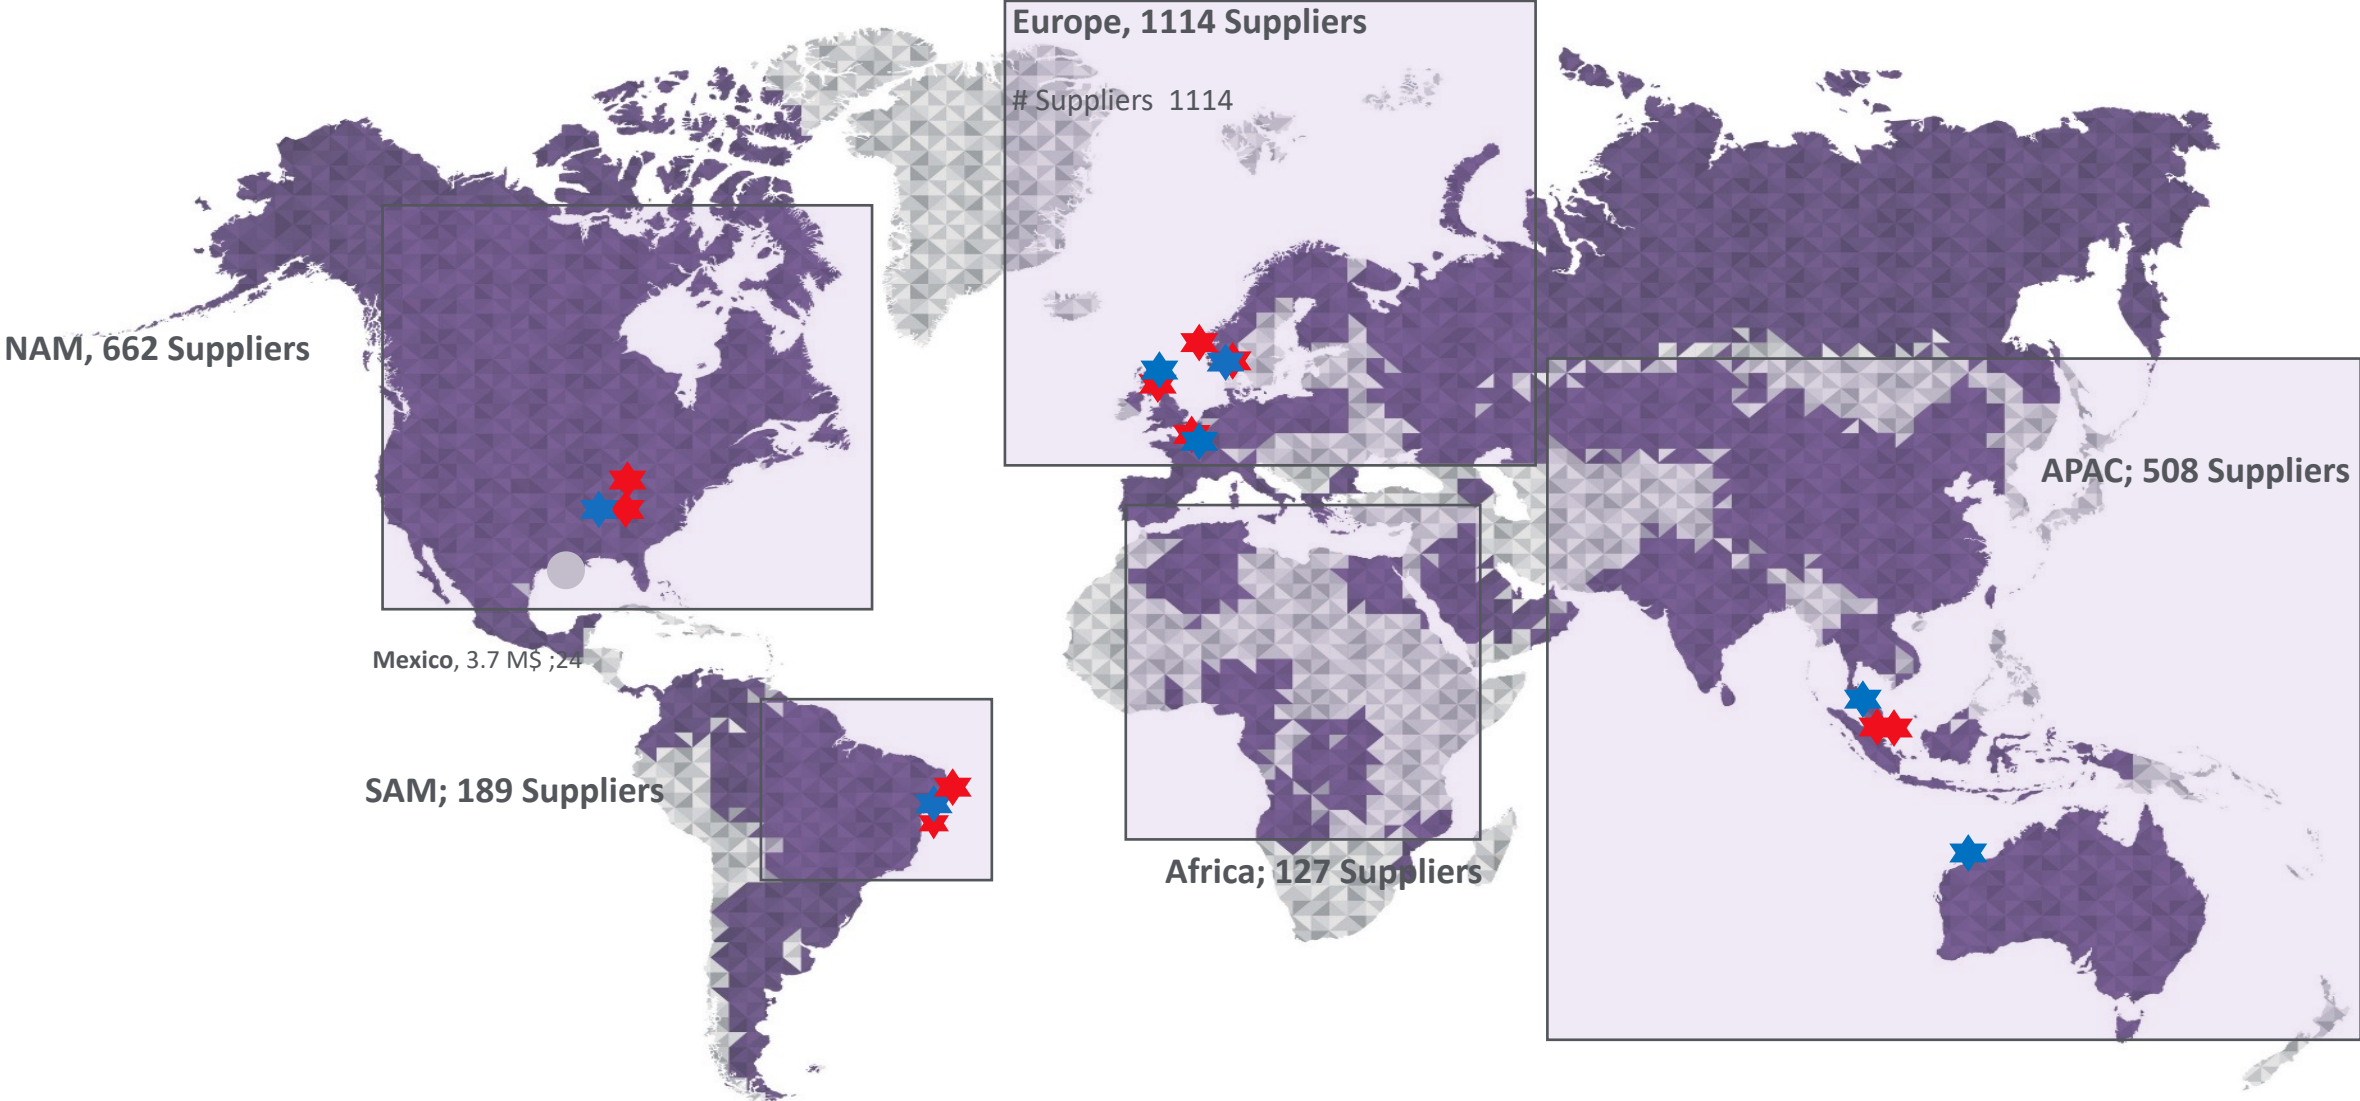 Europe, 1114 Suppliers
# Suppliers 1114
NAM, 662 Suppliers
APAC; 508 Suppliers
Mexico, 3.7 M$ ;24
SAM; 189 Suppliers
Africa; 127 Suppliers